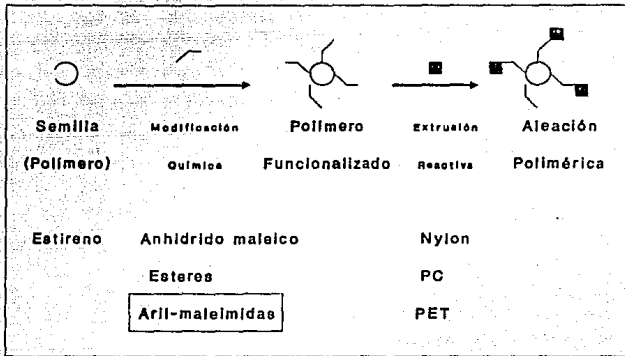 Semilla Modificación Polímero Extrusión Aleación
(Polímero) Química Funcionalizado Reactiva Polimérica
Estireno Anhidrido maleico Nylon
Esteres PC
Aril-maleimidas PET